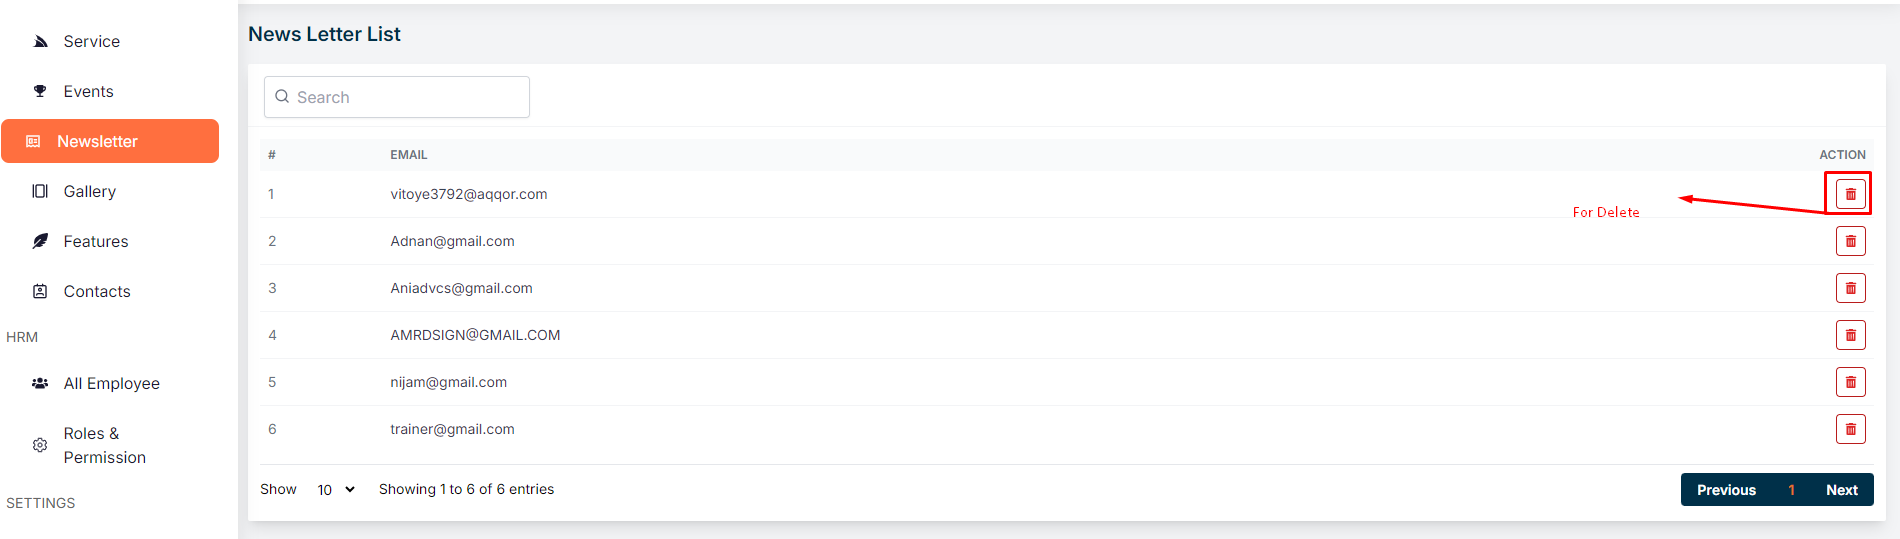 Service
Events
Newsletter
Gallery
Features
Contacts
HRM
All Employee
Roles &
Permission
SETTINGS
News Letter List
Search
# EMAIL ACTION
1 vitoye3792@aqqor.com
For Delete
2 Adnan@gmail.com
3 Aniadvcs@gmail.com
4 AMRDSIGN@GMAIL.COM
5 nijam@gmail.com
6 trainer@gmail.com
Show 10 Showing 1 to 6 of 6 entries Previous 1 Next